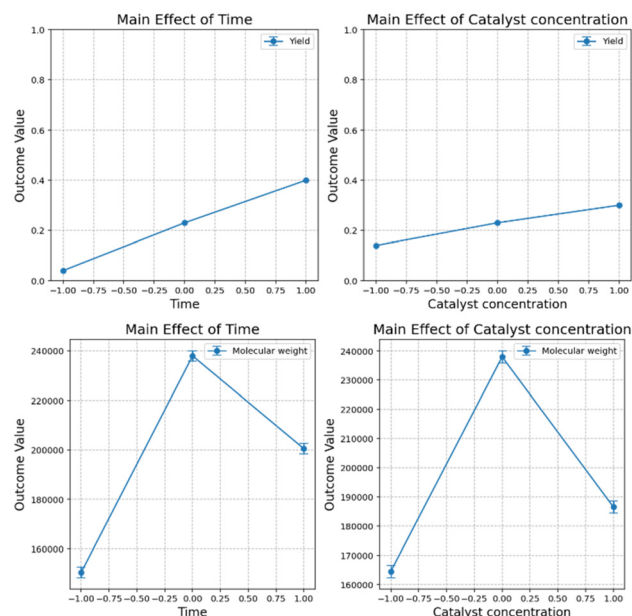 Main Effect of Time
1.0
0.8
0.6
0.4
0.2
0.0
Outcome Value
Yield
−1.00 −0.75 −0.50 −0.25 0.00 0.25 0.50 0.75 1.00
Time
Main Effect of Catalyst concentration
1.0
0.8
0.6
0.4
0.2
0.0
Outcome Value
Yield
−1.00 −0.75 −0.50 −0.25 0.00 0.25 0.50 0.75 1.00
Catalyst concentration
Main Effect of Time
240000
220000
200000
180000
160000
Outcome Value
Molecular weight
−1.00 −0.75 −0.50 −0.25 0.00 0.25 0.50 0.75 1.00
Time
Main Effect of Catalyst concentration
240000
230000
220000
210000
200000
190000
180000
170000
160000
Outcome Value
Molecular weight
−1.00 −0.75 −0.50 −0.25 0.00 0.25 0.50 0.75 1.00
Catalyst concentration